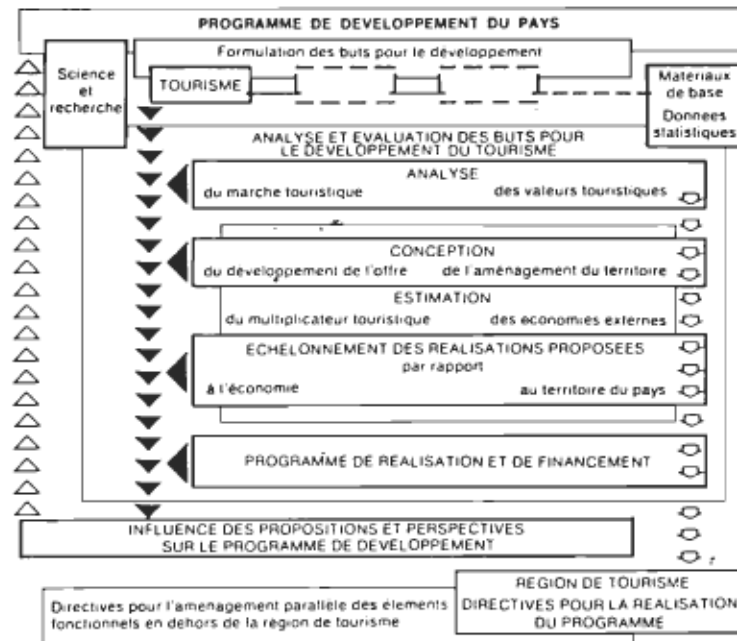 PROGRAMME DE DEVELOPPEMENT DU PAYS
Formulation des buts pour le développement
Science
et
recherche
TOURISME
Matériaux
de base
Donnees
statistiques
ANALYSE ET EVALUATION DES BUTS POUR
LE DEVELOPPEMENT DU TOURISME
ANALYSE
du marche touristique des valeurs touristiques
CONCEPTION
du développement de l'offre de l'aménagement du territoire
ESTIMATION
du multiplicateur touristique des economies externes
ECHELONNEMENT DES REALISATIONS PROPOSEES
par rapport
à l'économie au territoire du pays
PROGRAMME DE REALISATION ET DE FINANCEMENT
INFLUENCE DES PROPOSITIONS ET PERSPECTIVES
SUR LE PROGRAMME DE DEVELOPPEMENT
Directives pour l'amenagement parallèle des élements
fonctionnels en dehors de la région de tourisme
REGION DE TOURISME
DIRECTIVES POUR LA REALISATION
DU PROGRAMME